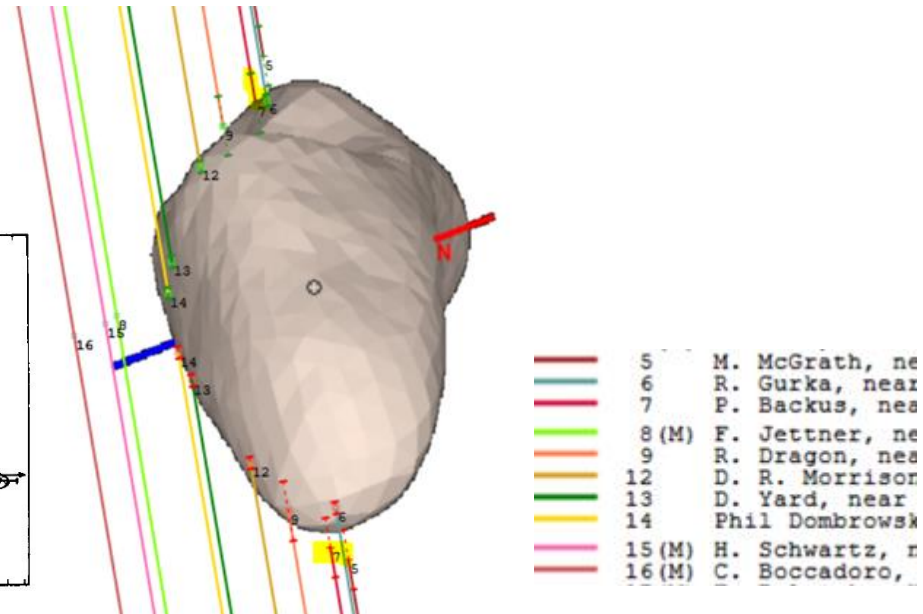 5
7 6
9
12
13
14
8
15
16
N
14
13
12
9
6
7
5
5 M. McGrath, ne
6 R. Gurka, near
7 P. Backus, nea
8(M) F. Jettner, ne
9 R. Dragon, nea
12 D. R. Morrison
13 D. Yard, near
14 Phil Dombrowsk
15(M) H. Schwartz, n
16(M) C. Boccadoro,